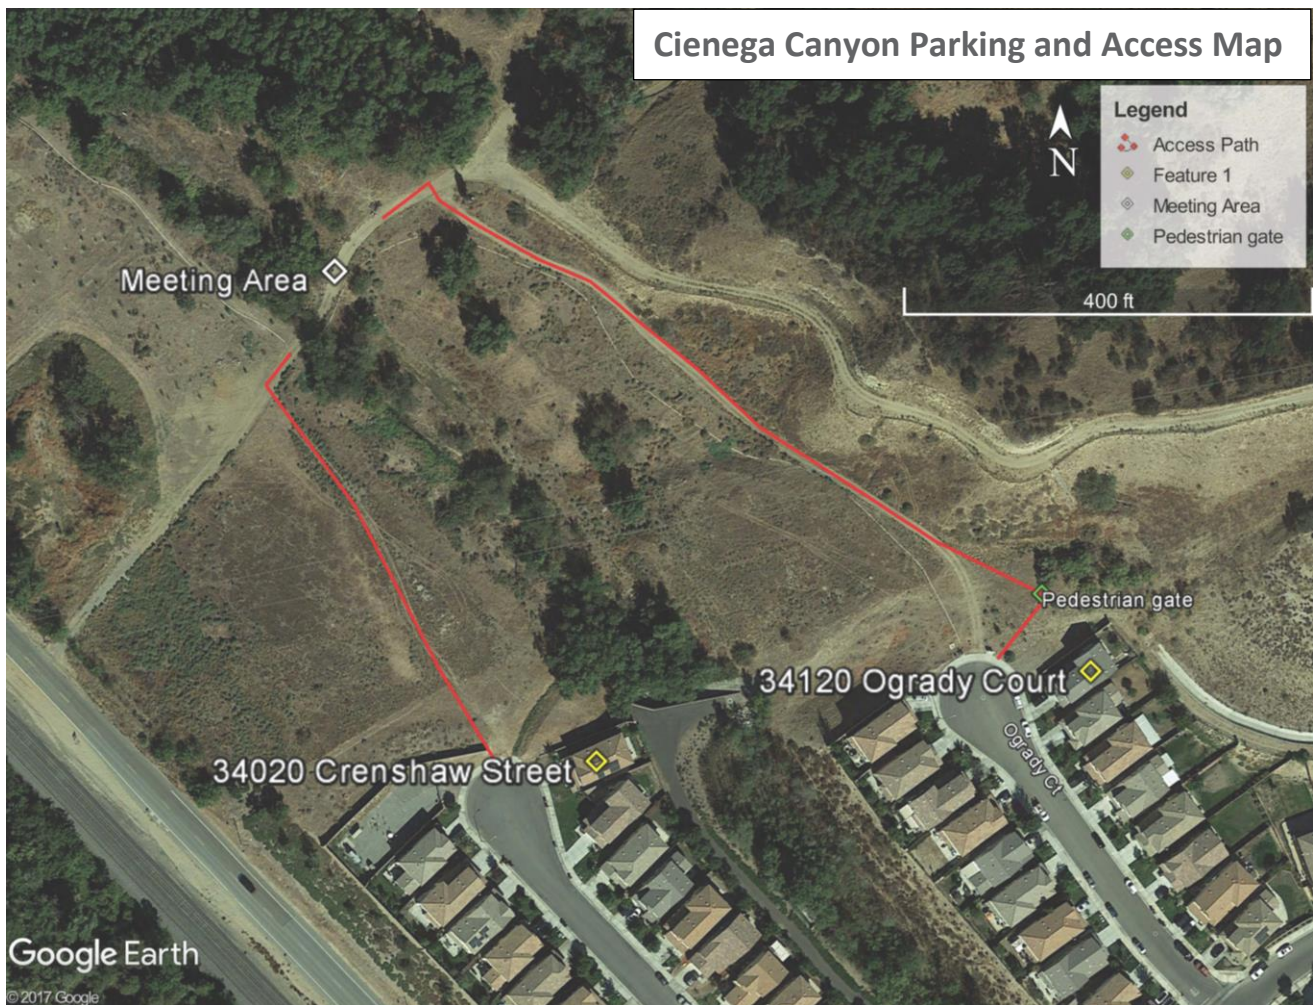 Cienega Canyon Parking and Access Map
Legend
Access Path
Feature 1
Meeting Area
Pedestrian gate
N
400 ft
Meeting Area
Pedestrian gate
34120 Ogrady Court
Ogrady Ct
34020 Crenshaw Street
Google Earth
© 2017 Google